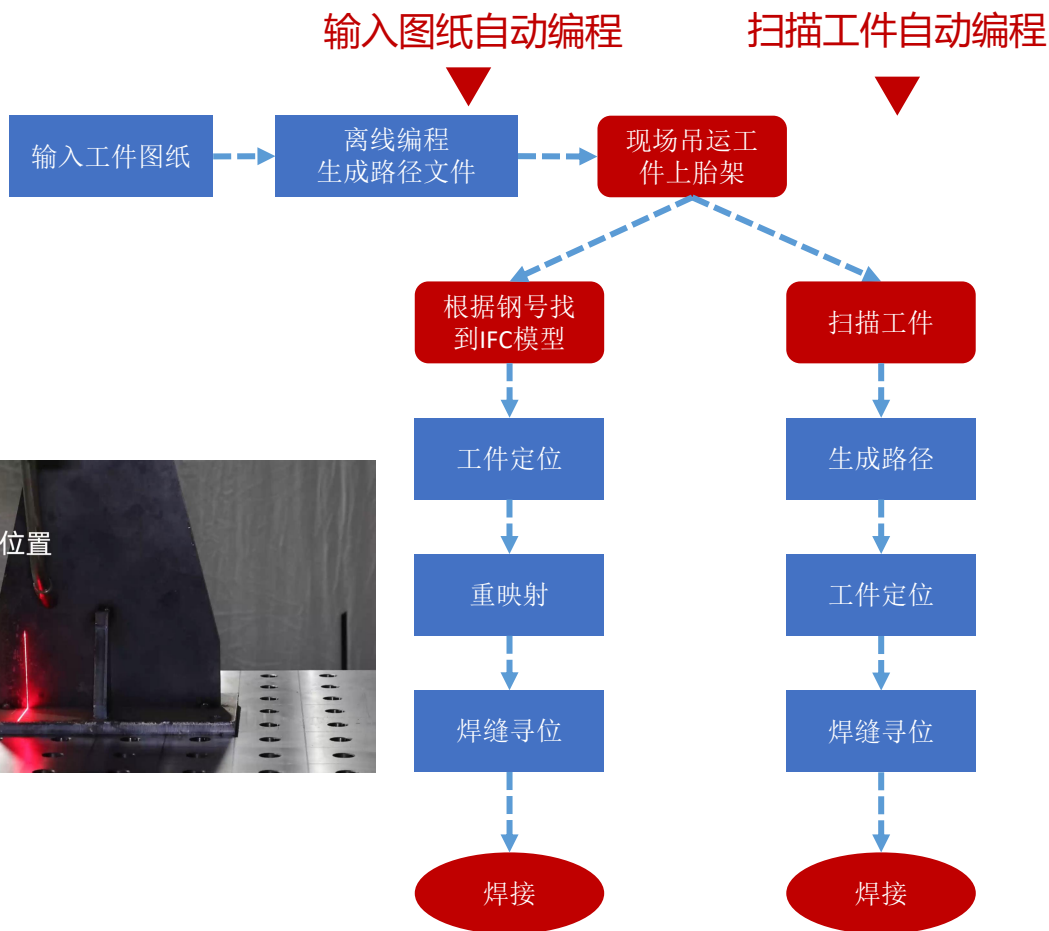 输入图纸自动编程
扫描工件自动编程
输入工件图纸
离线编程
生成路径文件
现场吊运工
件上胎架
根据钢号找
到IFC模型
扫描工件
工件定位
生成路径
位置
重映射
工件定位
焊缝寻位
焊缝寻位
焊接
焊接